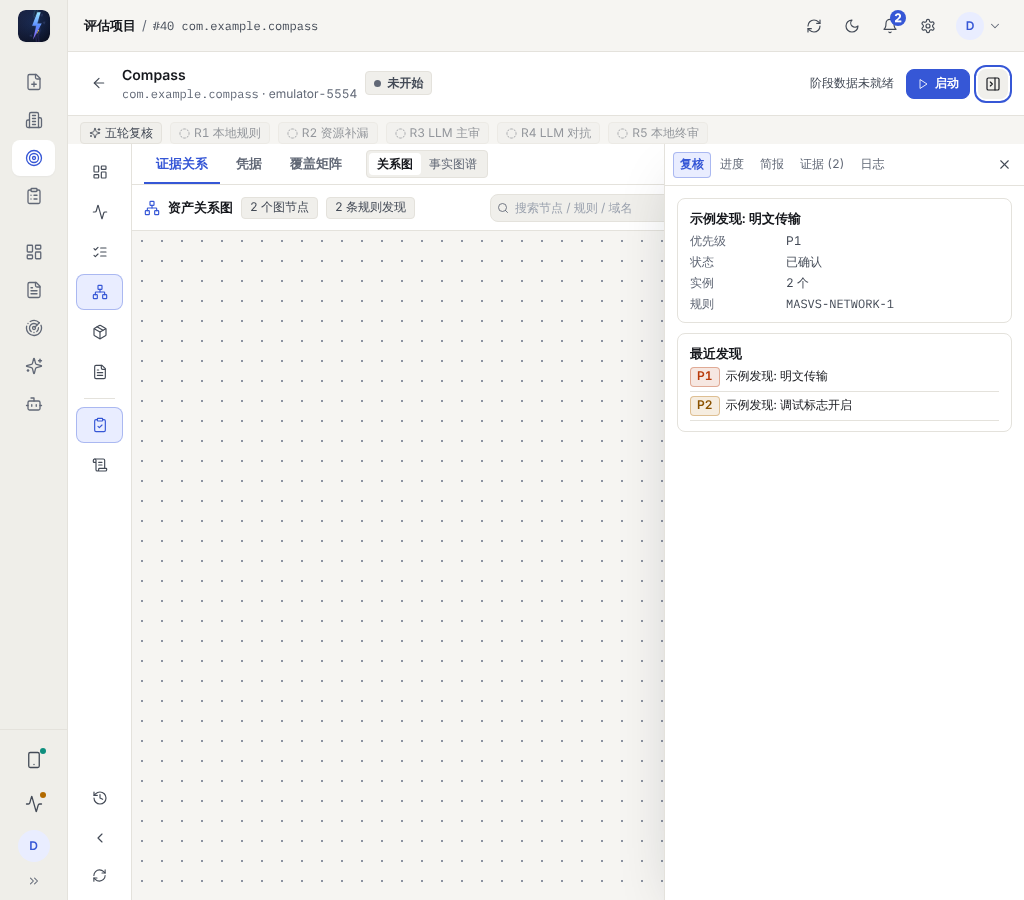 评估项目 / #40 com.example.compass
2
D
Compass
com.example.compass · emulator-5554
未开始
阶段数据未就绪
启动
五轮复核
R1 本地规则
R2 资源补漏
R3 LLM 主审
R4 LLM 对抗
R5 本地终审
证据关系
凭据
覆盖矩阵
关系图
事实图谱
资产关系图
2 个图节点
2 条规则发现
搜索节点 / 规则 / 域名
复核
进度
简报
证据 (2)
日志
示例发现: 明文传输
优先级 P1
状态 已确认
实例 2 个
规则 MASVS-NETWORK-1
最近发现
P1 示例发现: 明文传输
P2 示例发现: 调试标志开启
D